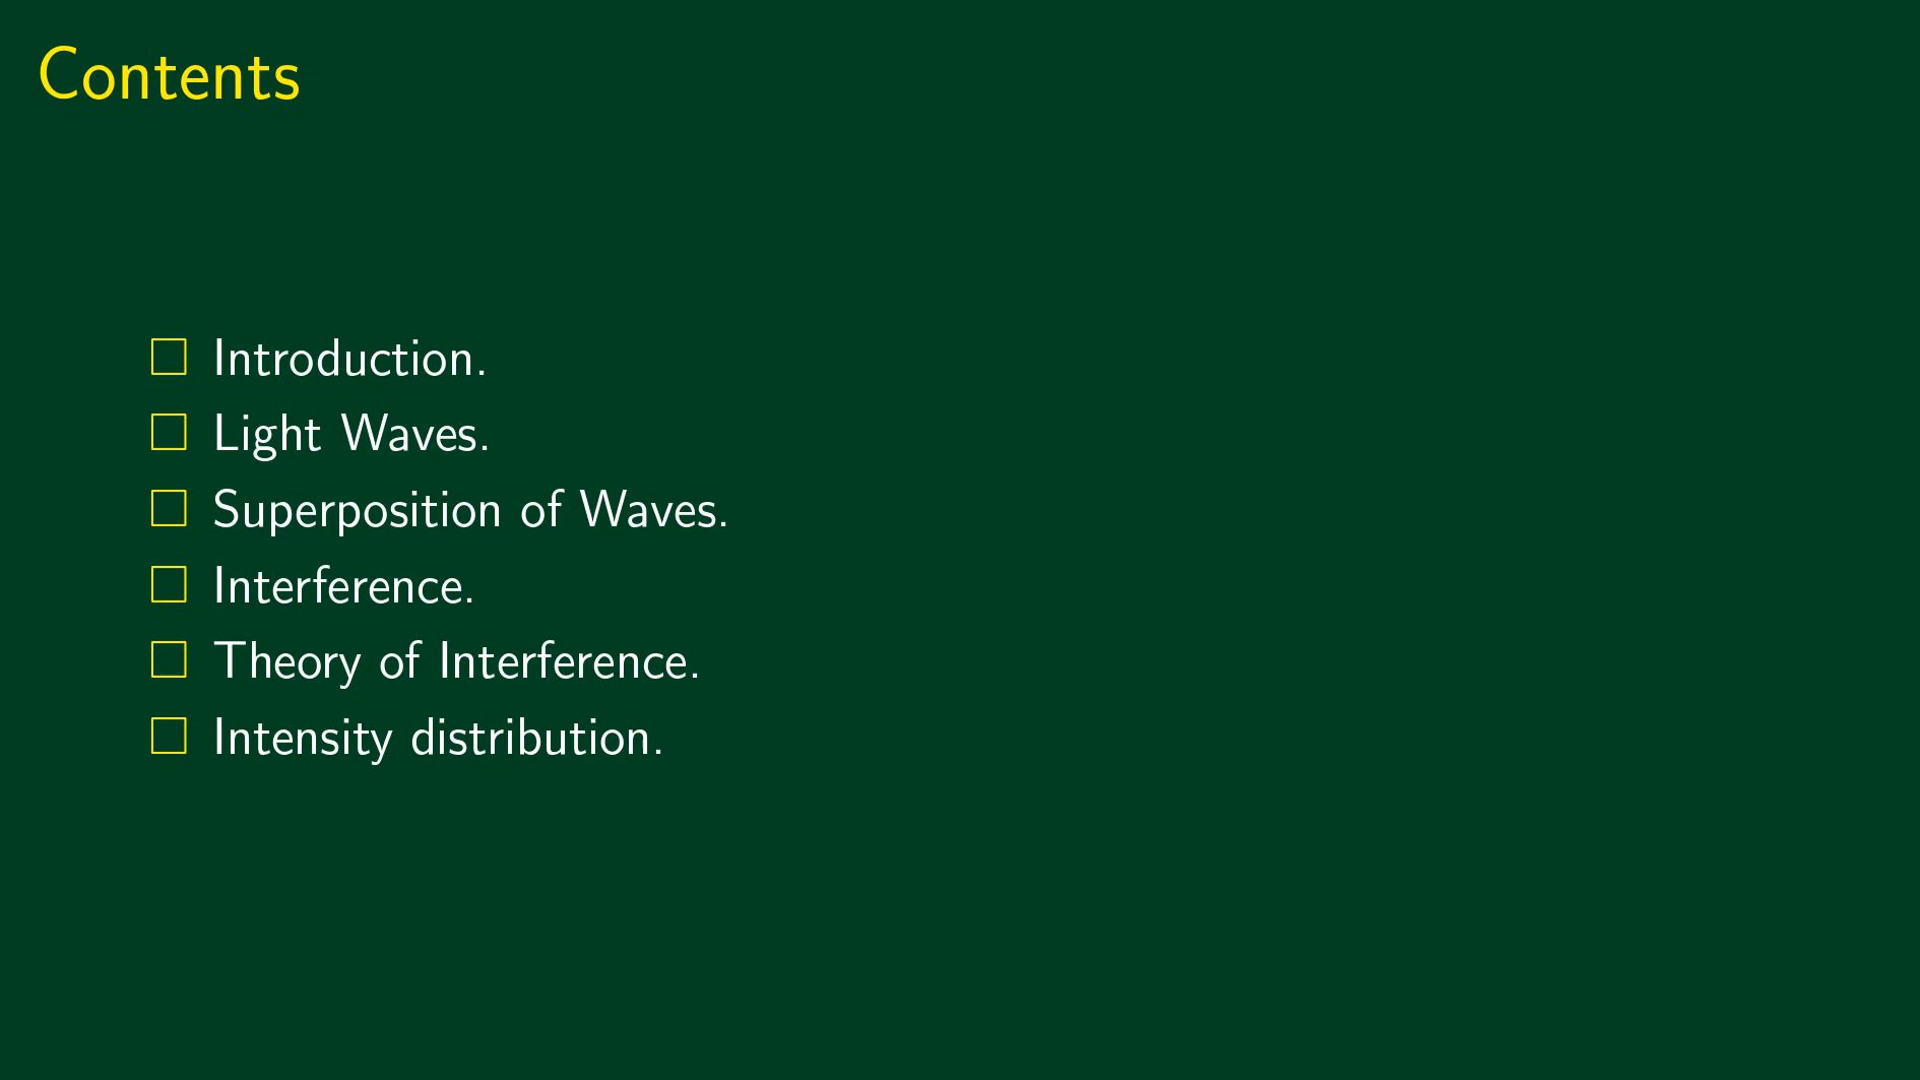 Contents
Introduction.
Light Waves.
Superposition of Waves.
Interference.
Theory of Interference.
Intensity distribution.